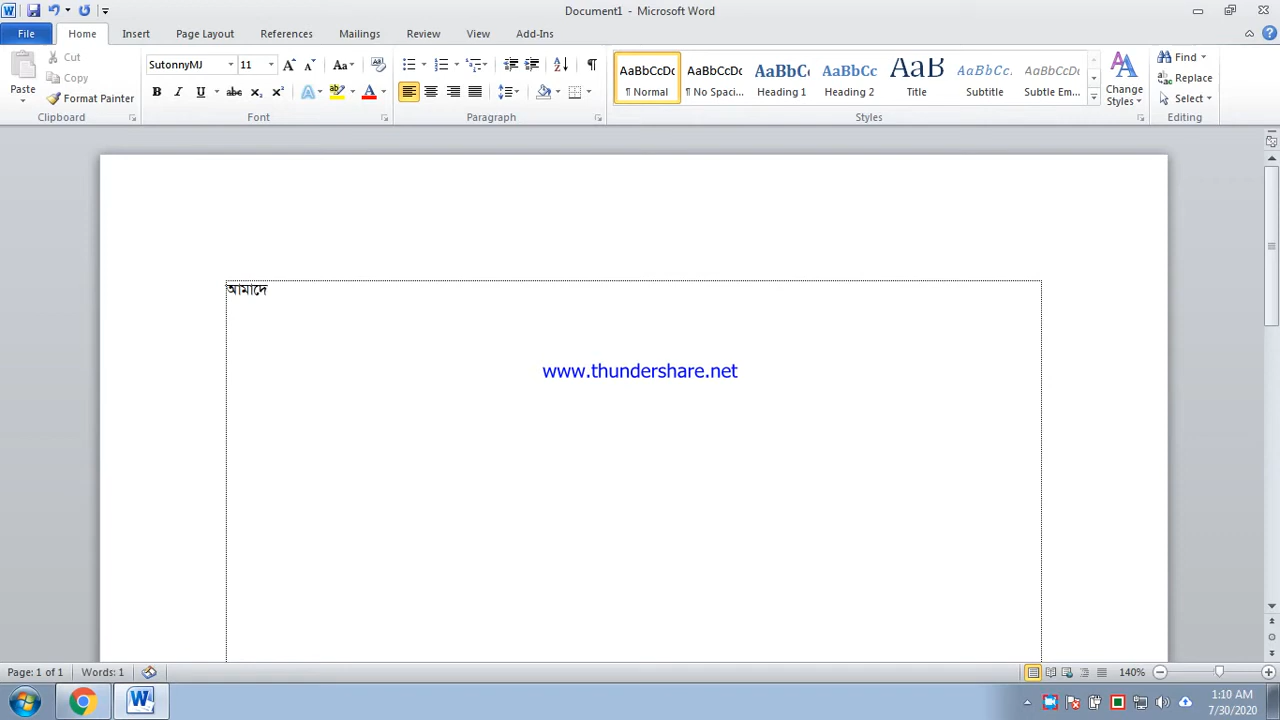 Document1 - Microsoft Word
File Home Insert Page Layout References Mailings Review View Add-Ins
Paste
Cut
Copy
Format Painter
Clipboard
SutonnyMJ 11
Font
Paragraph
AaBbCcDc AaBbCcDc AaBbC AaBbCc AaB AaBbCc. AaBbCcDc
¶ Normal ¶ No Spaci... Heading 1 Heading 2 Title Subtitle Subtle Em...
Change Styles
Styles
Find
Replace
Select
Editing
আমাদে
www.thundershare.net
Page: 1 of 1 Words: 1 140%
1:10 AM
7/30/2020